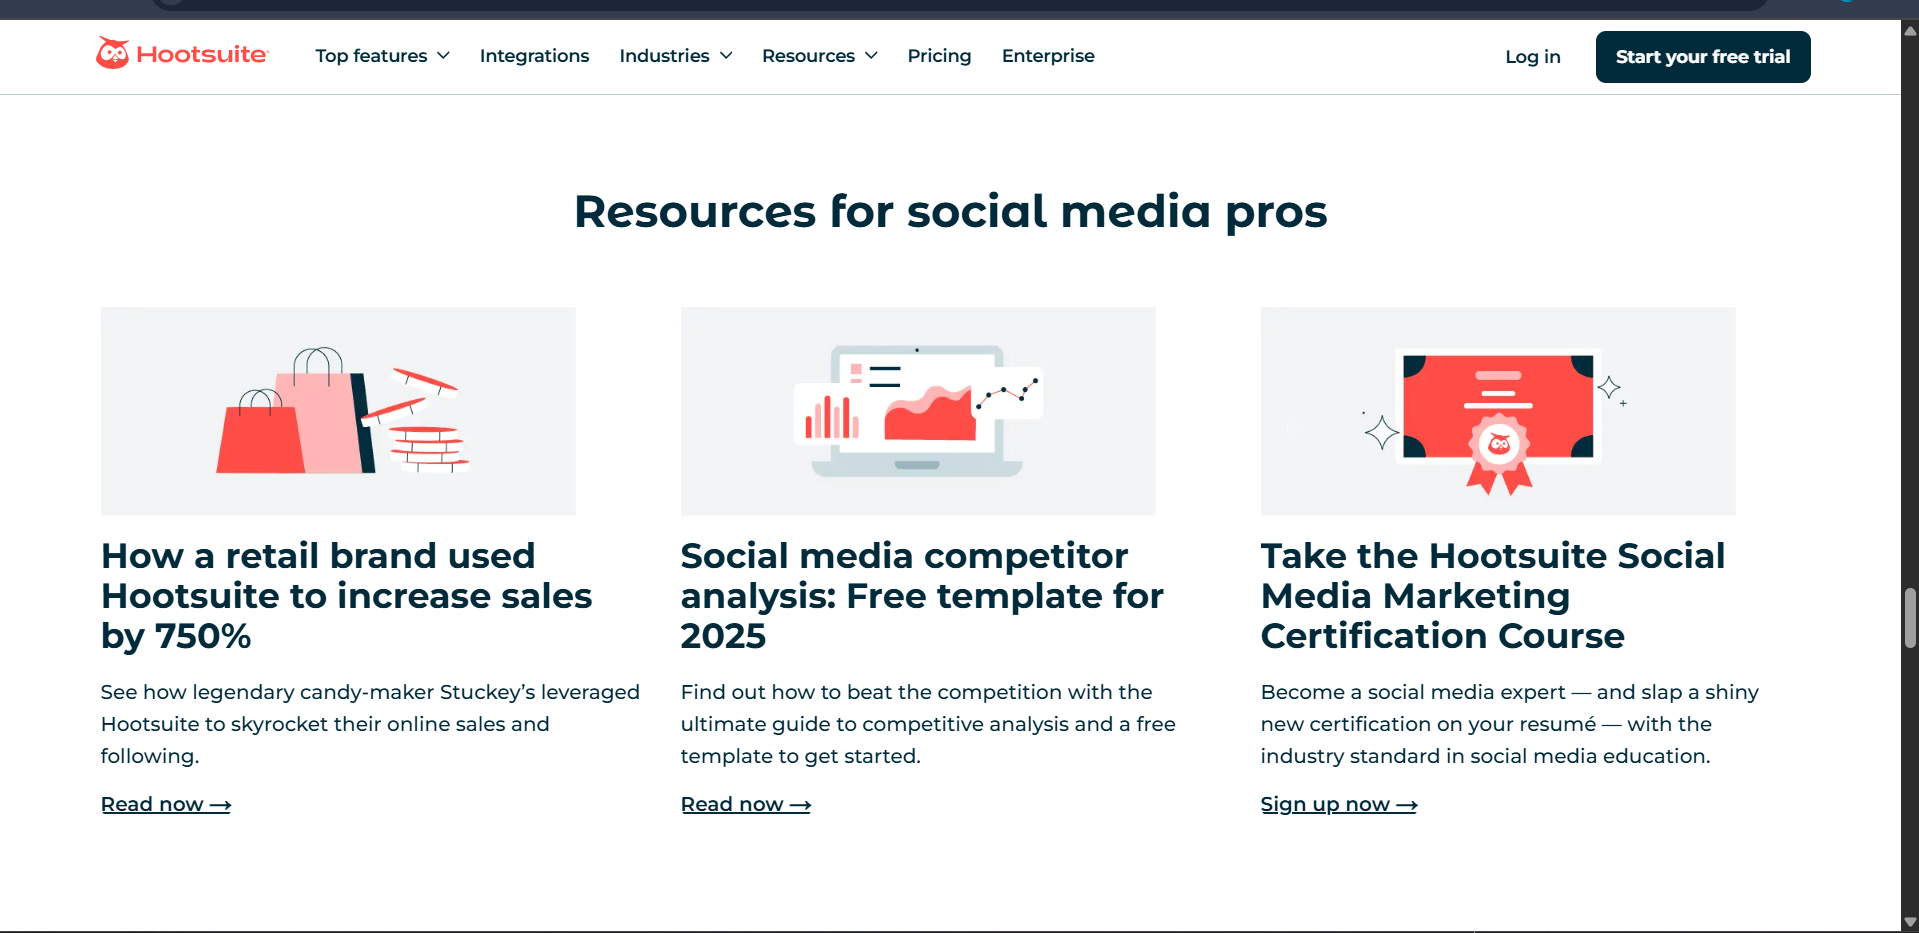 Hootsuite
Top features
Integrations
Industries
Resources
Pricing
Enterprise
Log in
Start your free trial
Resources for social media pros
How a retail brand used
Hootsuite to increase sales
by 750%
See how legendary candy-maker Stuckey’s leveraged
Hootsuite to skyrocket their online sales and
following.
Read now →
Social media competitor
analysis: Free template for
2025
Find out how to beat the competition with the
ultimate guide to competitive analysis and a free
template to get started.
Read now →
Take the Hootsuite Social
Media Marketing
Certification Course
Become a social media expert — and slap a shiny
new certification on your resumé — with the
industry standard in social media education.
Sign up now →